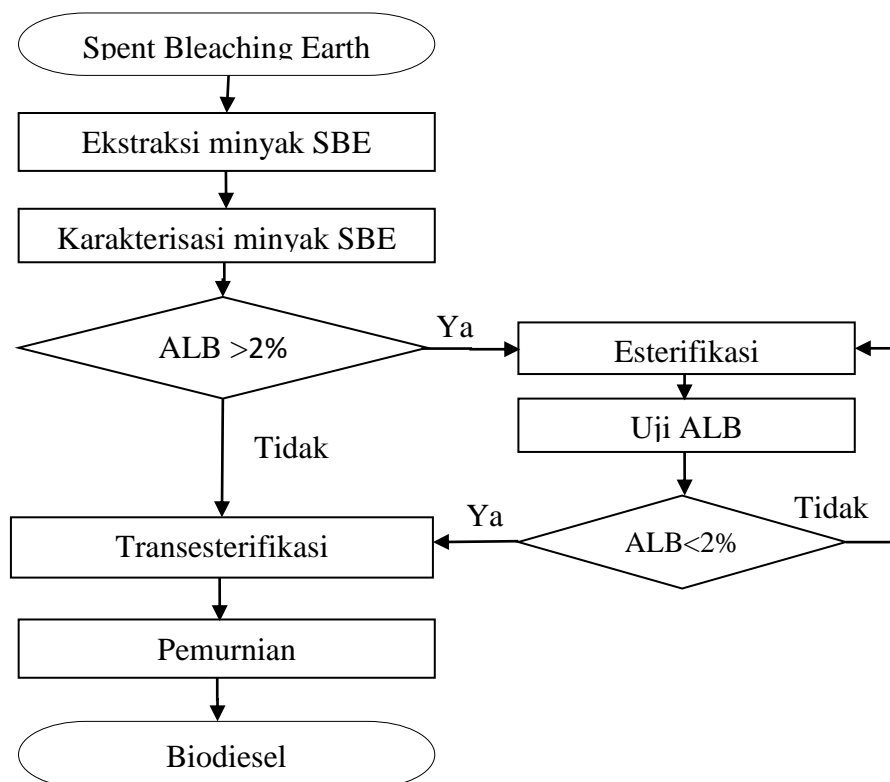 Spent Bleaching Earth
Ekstraksi minyak SBE
Karakterisasi minyak SBE
ALB >2%
Ya
Esterifikasi
Uji ALB
Tidak
ALB<2%
Ya
Tidak
Transesterifikasi
Pemurnian
Biodiesel